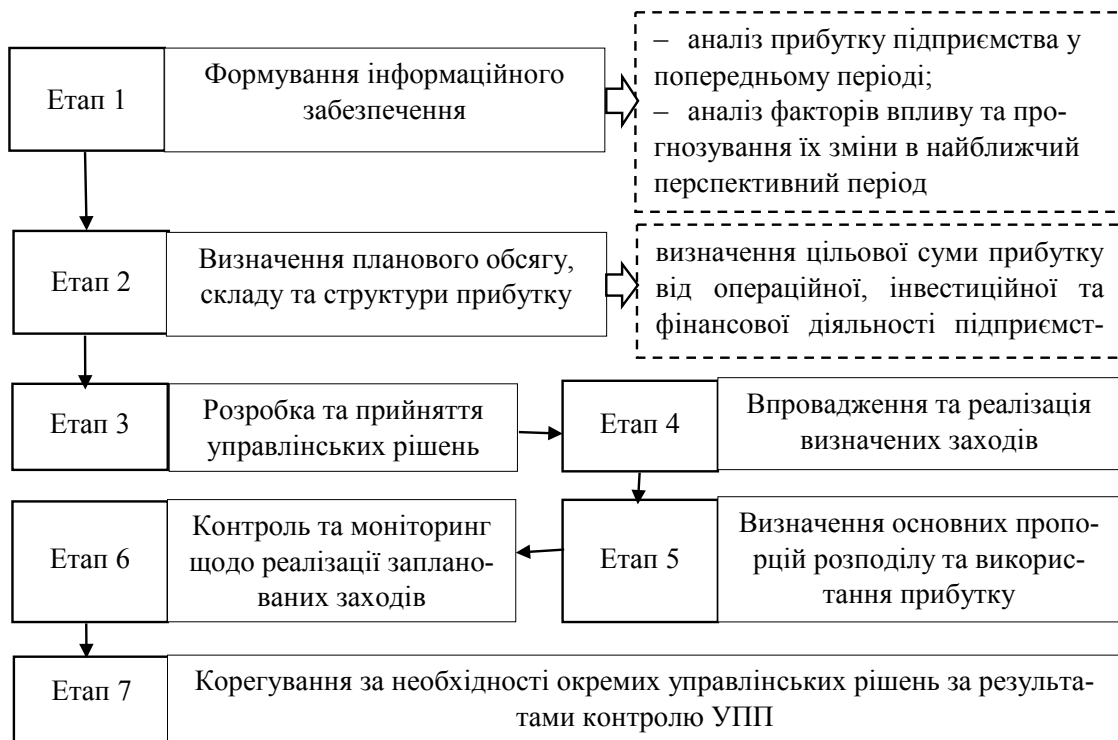 Етап 1
Формування інформаційного
забезпечення
– аналіз прибутку підприємства у
попередньому періоді;
– аналіз факторів впливу та про-
гнозування їх зміни в найближчий
перспективний період
Етап 2
Визначення планового обсягу,
складу та структури прибутку
визначення цільової суми прибутку
від операційної, інвестиційної та
фінансової діяльності підприємст-
Етап 3
Розробка та прийняття
управлінських рішень
Етап 4
Впровадження та реалізація
визначених заходів
Етап 6
Контроль та моніторинг
щодо реалізації заплано-
ваних заходів
Етап 5
Визначення основних пропо-
рцій розподілу та викорис-
тання прибутку
Етап 7
Корегування за необхідності окремих управлінських рішень за результа-
тами контролю УПП